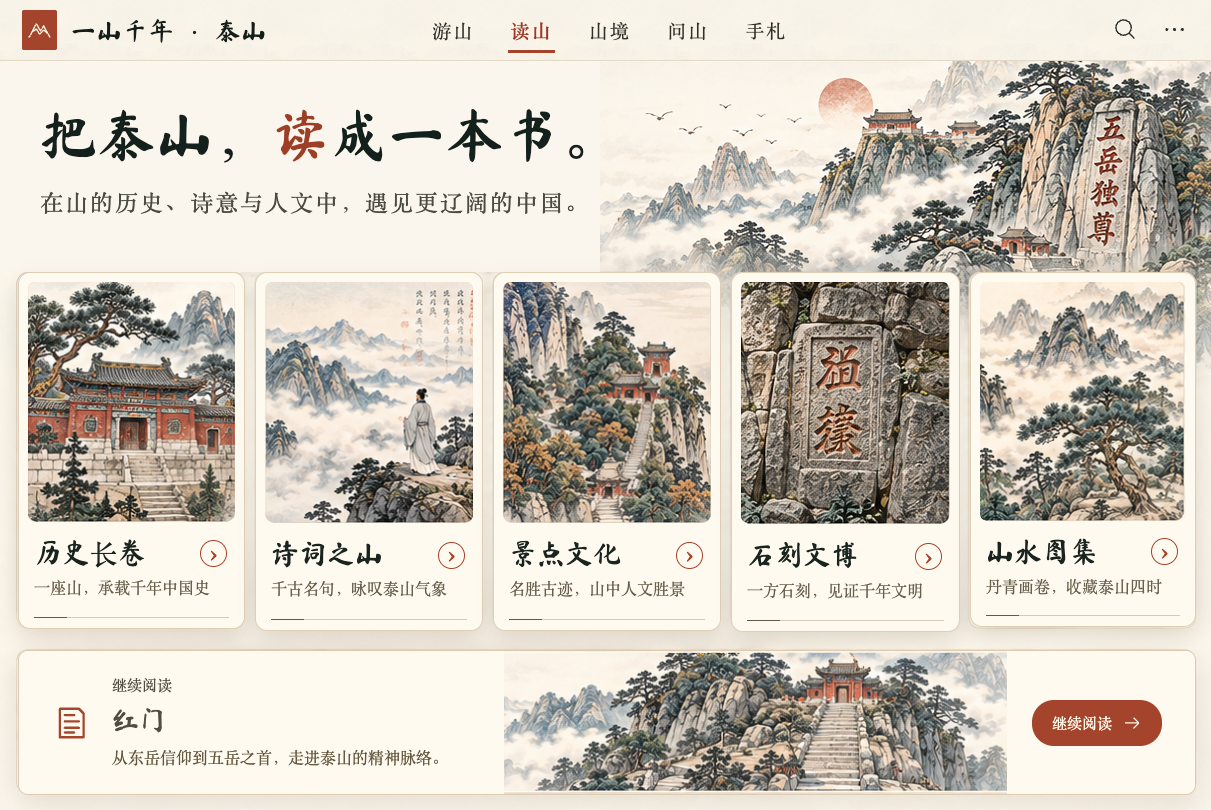 一山千年 · 泰山
游山
读山
山境
问山
手札
把泰山，读成一本书。
在山的历史、诗意与人文中，遇见更辽阔的中国。
五岳独尊
历史长卷
一座山，承载千年中国史
诗词之山
千古名句，咏叹泰山气象
景点文化
名胜古迹，山中人文胜景
石刻文博
一方石刻，见证千年文明
山水图集
丹青画卷，收藏泰山四时
继续阅读
红门
从东岳信仰到五岳之首，走进泰山的精神脉络。
继续阅读